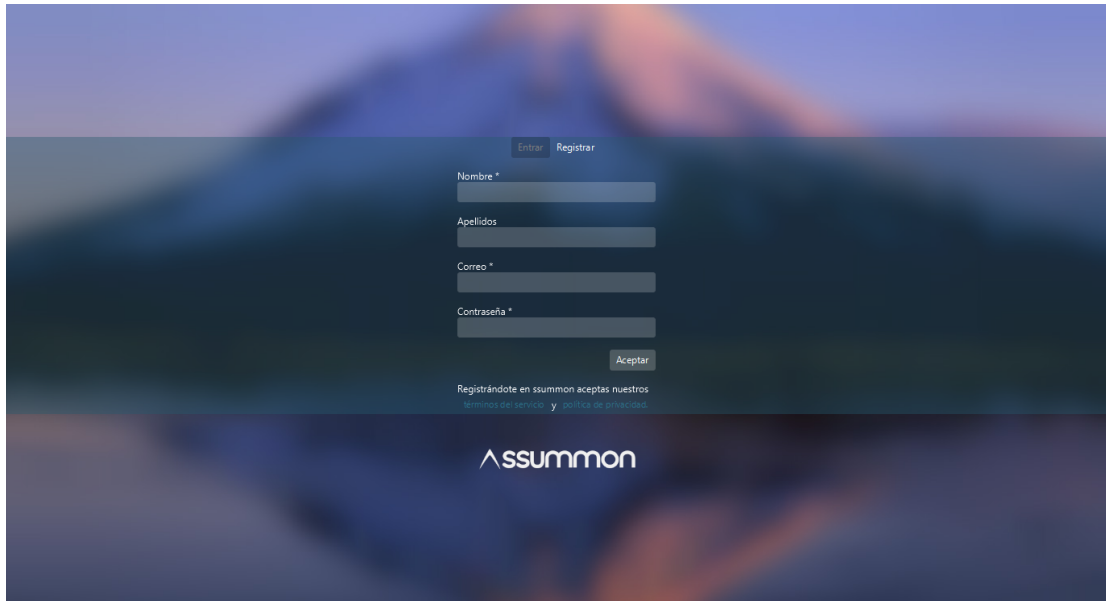 Entrar Registrar
Nombre *
Apellidos
Correo *
Contraseña *
Aceptar
Registrándote en ssummon aceptas nuestros
términos del servicio y política de privacidad.
ssummon